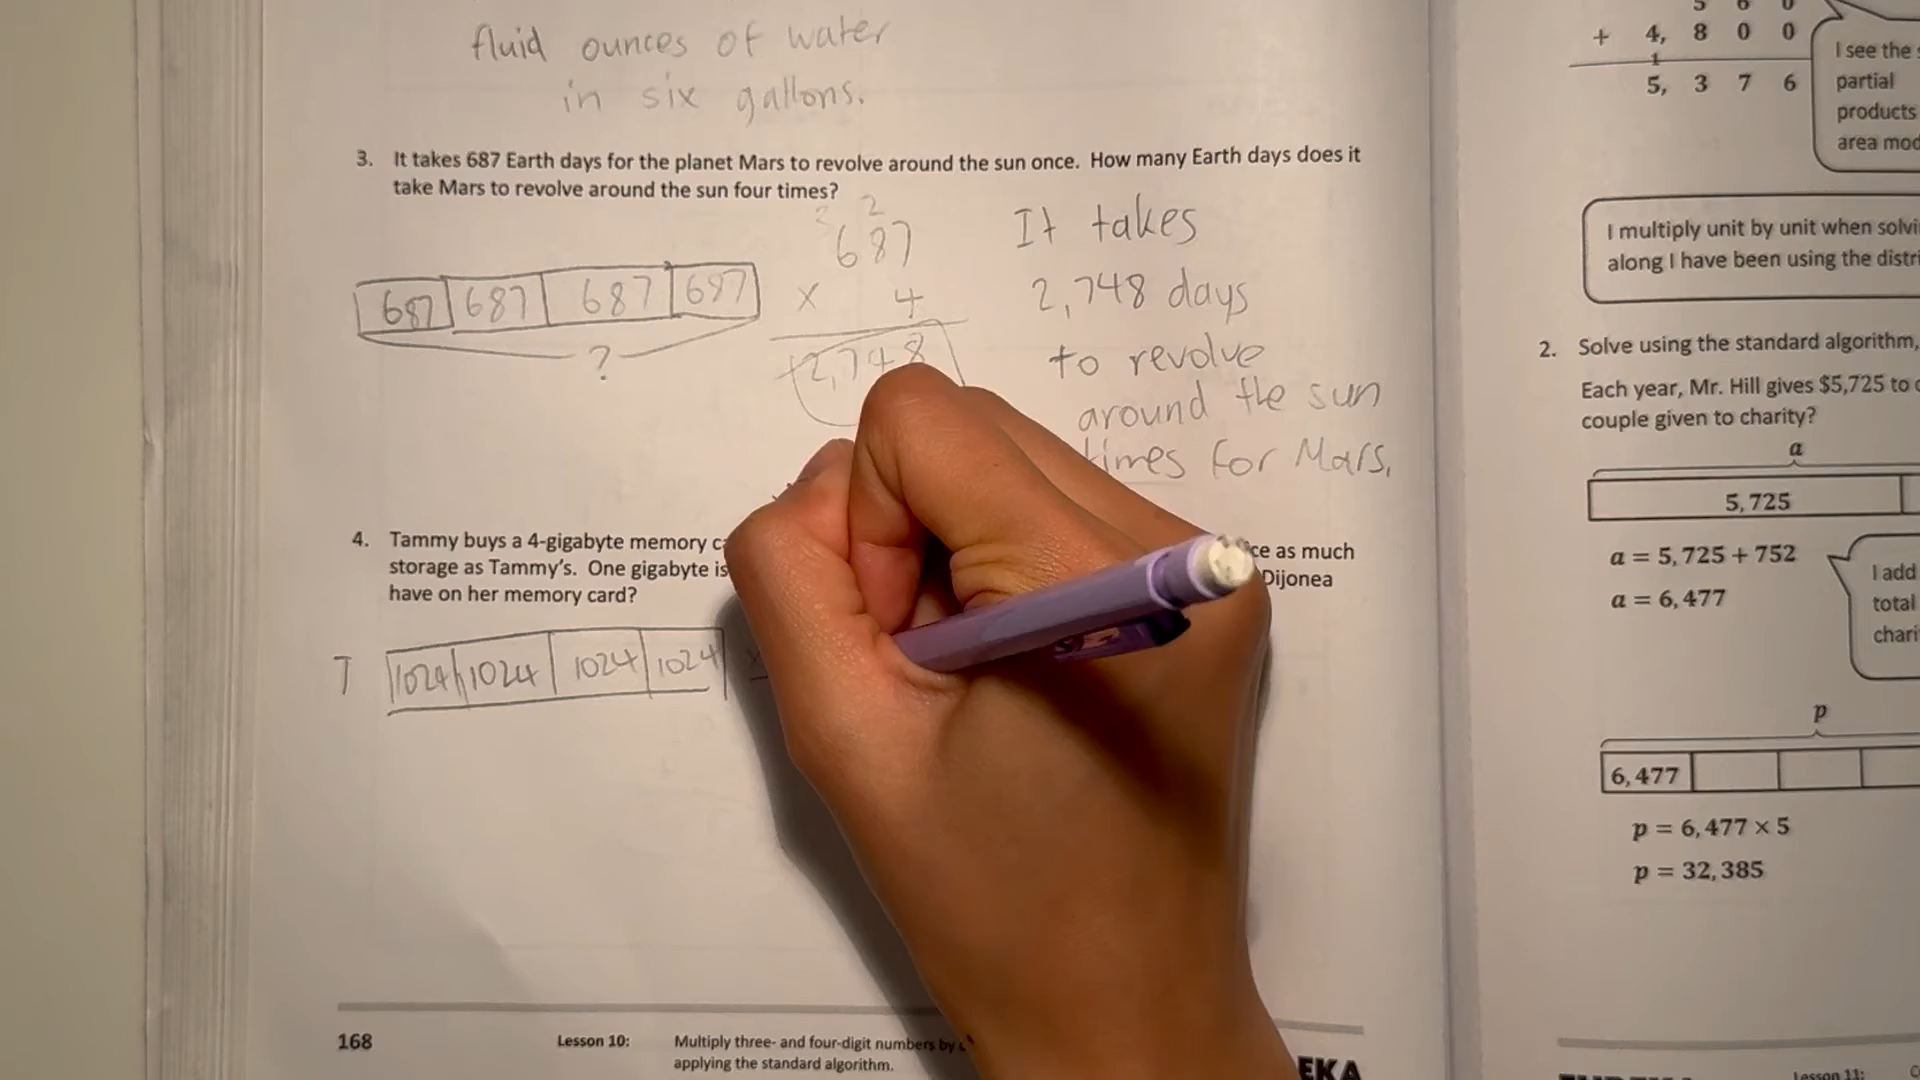 fluid ounces of water
in six gallons.
3. It takes 687 Earth days for the planet Mars to revolve around the sun once. How many Earth days does it
take Mars to revolve around the sun four times?
687 687 687 687
?
2
687
x 4
2,748
It takes
2,748 days
to revolve
around the sun
times for Mars.
4. Tammy buys a 4-gigabyte memory
ce as much
storage as Tammy's. One gigabyte is
Dijonea
have on her memory card?
T 1024 1024 1024 1024
168
Lesson 10: Multiply three- and four-digit numbers by
applying the standard algorithm.
EKA
5 6 0
+ 4, 8 0 0
1
5, 3 7 6
I see the
partial
products
area
I multiply unit by unit when
along I have been using the
2. Solve using the standard algorithm,
Each year, Mr. Hill gives $5,725 to
couple given to charity?
a
5,725
a = 5,725 + 752
a = 6,477
I add
total
p
6,477
p = 6,477 × 5
p = 32,385
Lesson 11: